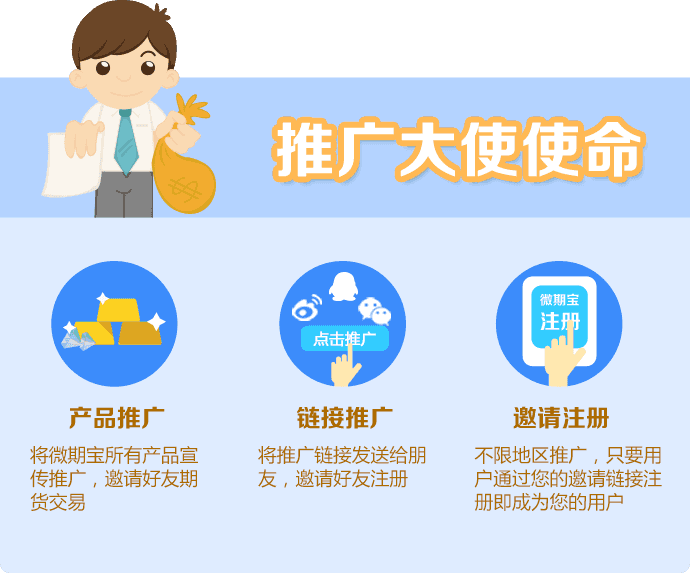 推广大使使命
微期宝
注册
点击推广
产品推广
链接推广
邀请注册
将微期宝所有产品宣
传推广，邀请好友期
货交易
将推广链接发送给朋
友，邀请好友注册
不限地区推广，只要用
户通过您的邀请链接注
册即成为您的用户